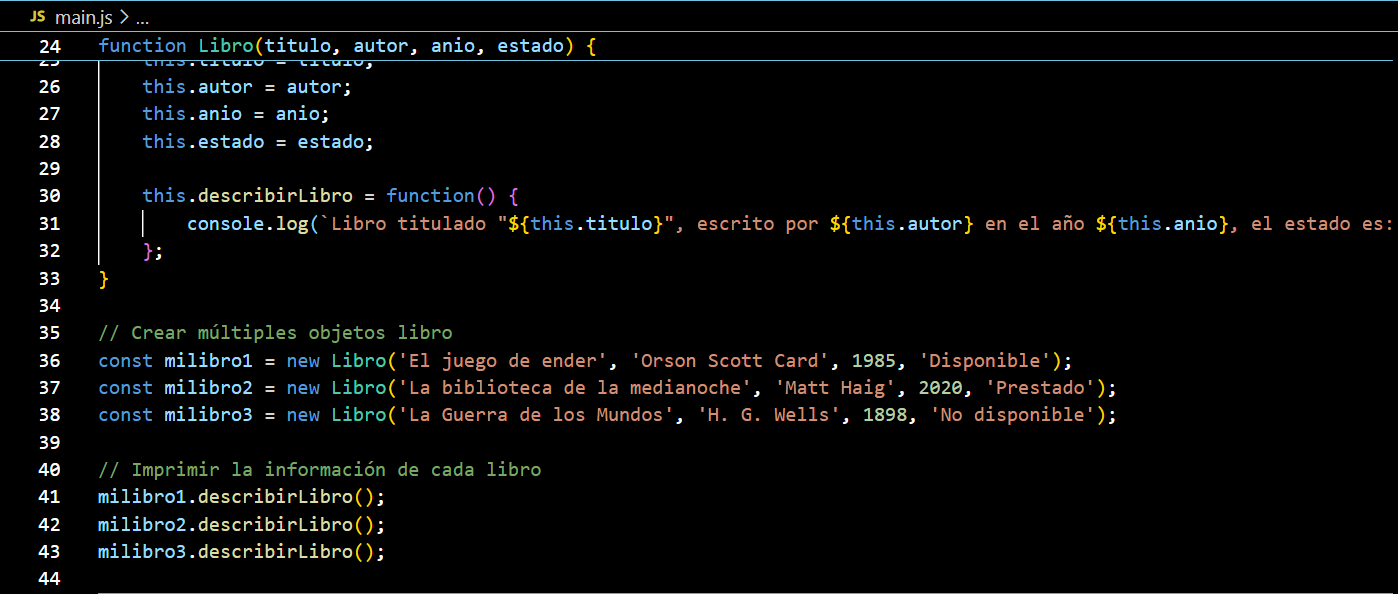 JS main.js > ...
24 function Libro(titulo, autor, anio, estado) {
25     this.titulo = titulo;
26     this.autor = autor;
27     this.anio = anio;
28     this.estado = estado;
29
30     this.describirLibro = function() {
31         console.log(`Libro titulado "${this.titulo}", escrito por ${this.autor} en el año ${this.anio}, el estado es:
32     };
33 }
34
35 // Crear múltiples objetos libro
36 const milibro1 = new Libro('El juego de ender', 'Orson Scott Card', 1985, 'Disponible');
37 const milibro2 = new Libro('La biblioteca de la medianoche', 'Matt Haig', 2020, 'Prestado');
38 const milibro3 = new Libro('La Guerra de los Mundos', 'H. G. Wells', 1898, 'No disponible');
39
40 // Imprimir la información de cada libro
41 milibro1.describirLibro();
42 milibro2.describirLibro();
43 milibro3.describirLibro();
44